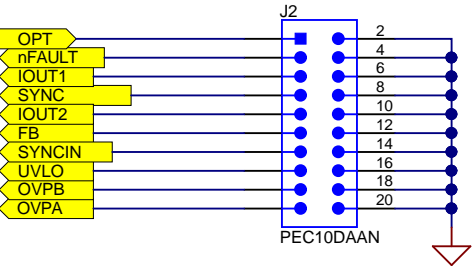 J2
OPT 2
nFAULT 4
IOUT1 6
SYNC 8
IOUT2 10
FB 12
SYNCIN 14
UVLO 16
OVPB 18
OVPA 20
PEC10DAAN